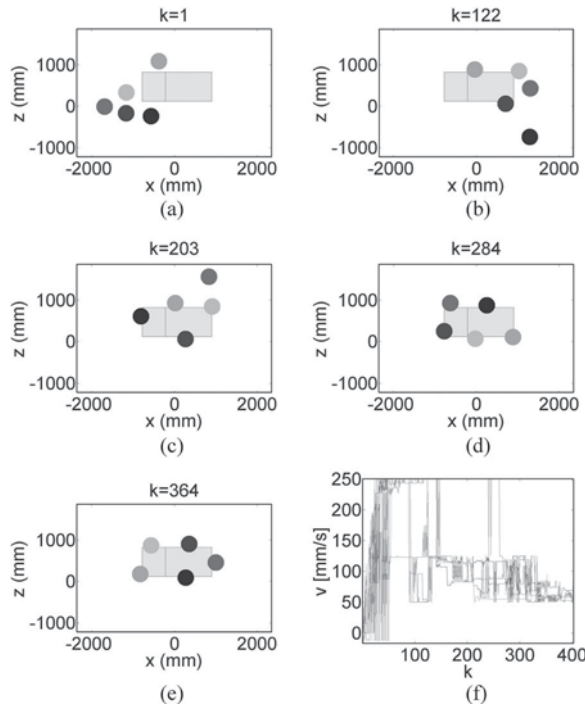 k=1
k=122
z (mm)
1000
0
-1000
-2000 0 2000
x (mm)
(a)
z (mm)
1000
0
-1000
-2000 0 2000
x (mm)
(b)
k=203
k=284
z (mm)
1000
0
-1000
-2000 0 2000
x (mm)
(c)
z (mm)
1000
0
-1000
-2000 0 2000
x (mm)
(d)
k=364
z (mm)
1000
0
-1000
-2000 0 2000
x (mm)
(e)
v [mm/s]
250
200
150
100
50
0
100 200 300 400
k
(f)